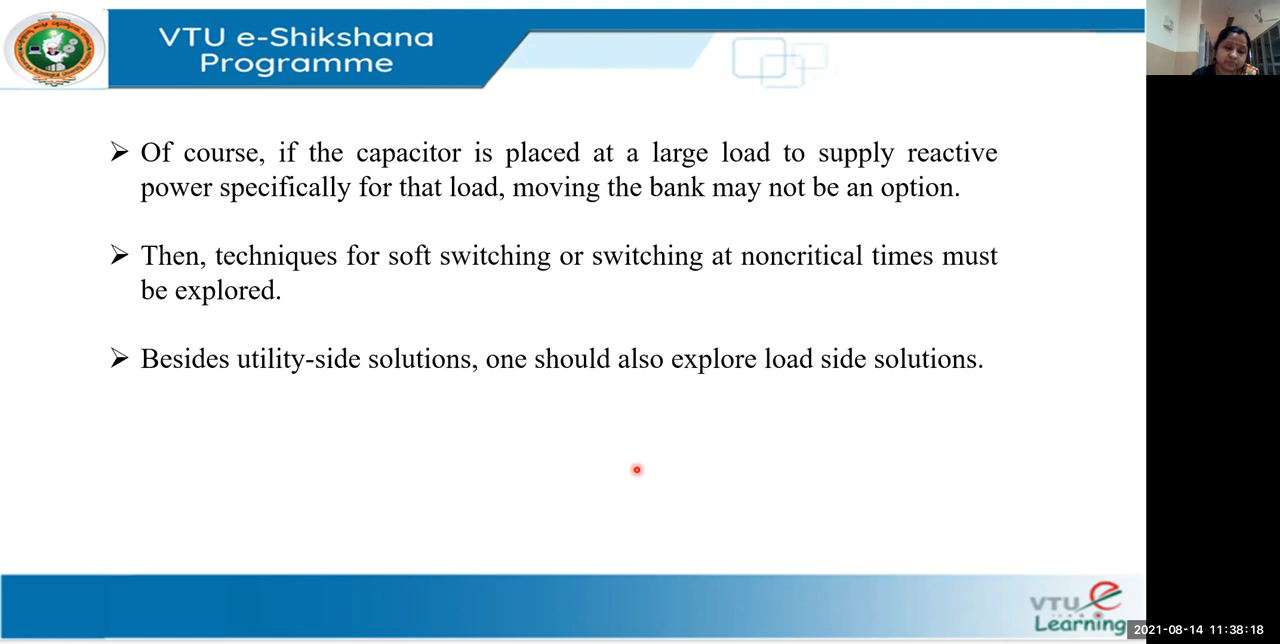 VTU e-Shikshana
Programme
➢ Of course, if the capacitor is placed at a large load to supply reactive
power specifically for that load, moving the bank may not be an option.
➢ Then, techniques for soft switching or switching at noncritical times must
be explored.
➢ Besides utility-side solutions, one should also explore load side solutions.
VTU e
Learning
2021-08-14 11:38:18